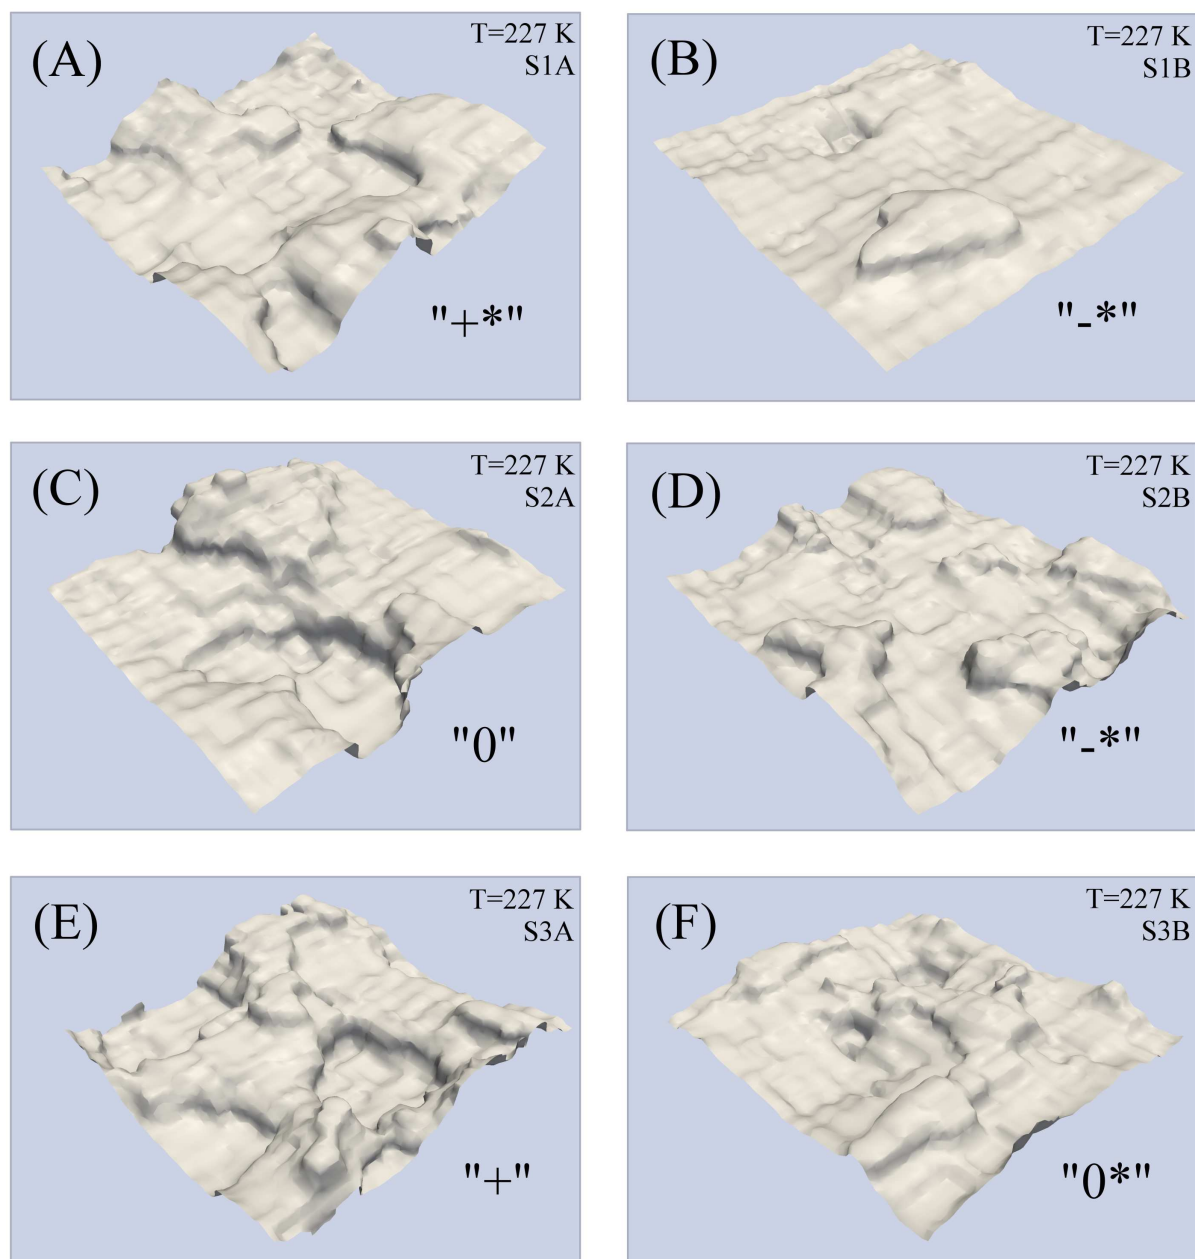 (A)
T=227 K
S1A
"+*"
(B)
T=227 K
S1B
"-*"
(C)
T=227 K
S2A
"0"
(D)
T=227 K
S2B
"-*"
(E)
T=227 K
S3A
"+"
(F)
T=227 K
S3B
"0*"